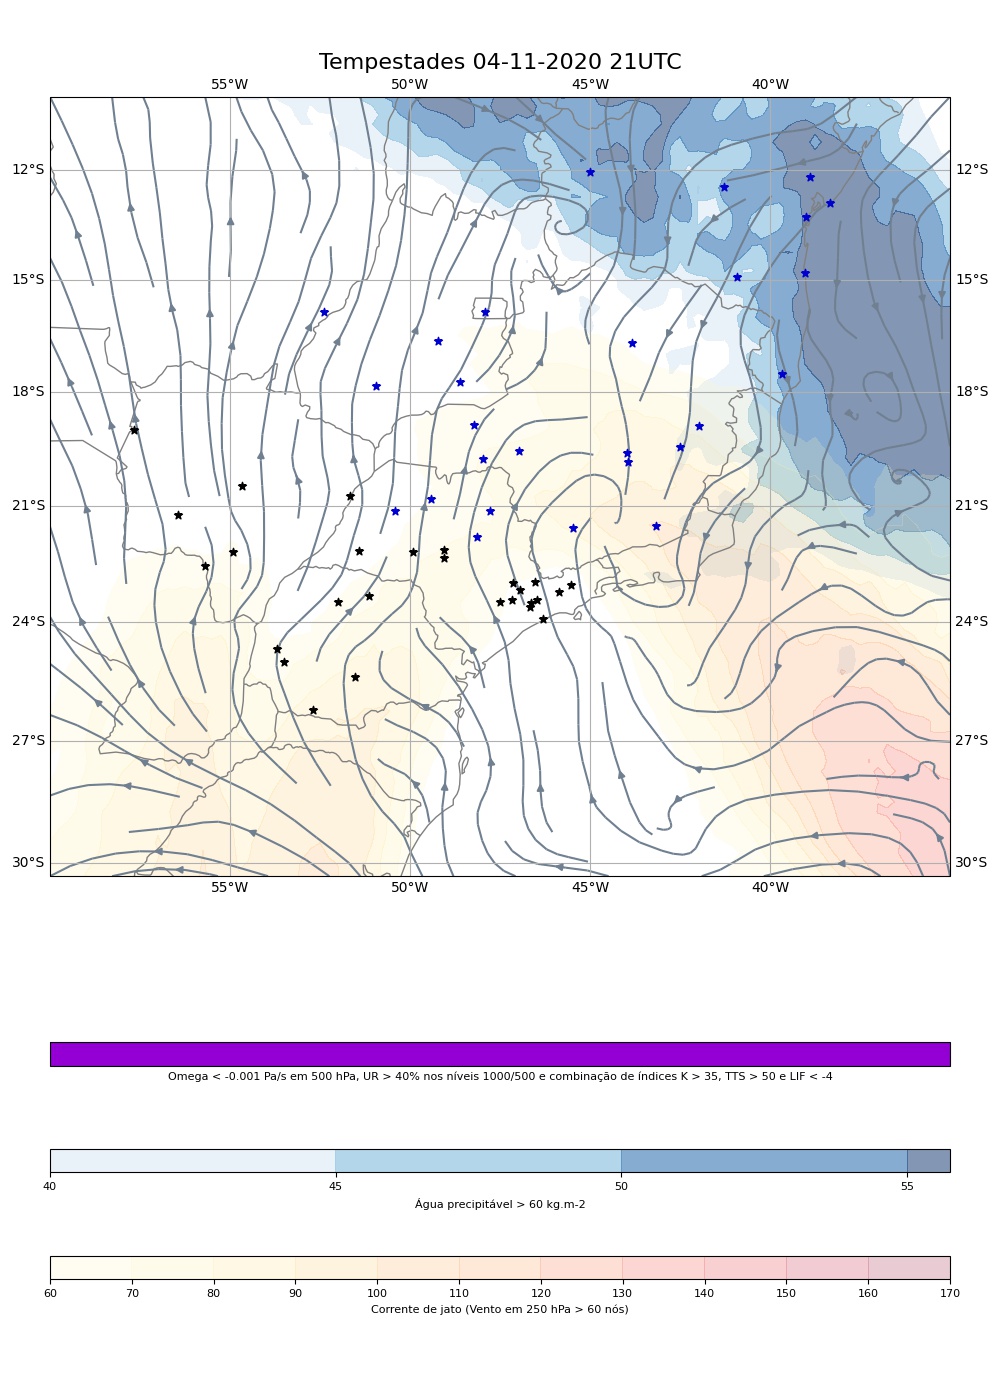 Tempestades 04-11-2020 21UTC
55°W 50°W 45°W 40°W
12°S 12°S
15°S 15°S
18°S 18°S
21°S 21°S
24°S 24°S
27°S 27°S
30°S 30°S
55°W 50°W 45°W 40°W
Omega < -0.001 Pa/s em 500 hPa, UR > 40% nos níveis 1000/500 e combinação de índices K > 35, TTS > 50 e LIF < -4
40 45 50 55
Água precipitável > 60 kg.m-2
60 70 80 90 100 110 120 130 140 150 160 170
Corrente de jato (Vento em 250 hPa > 60 nós)